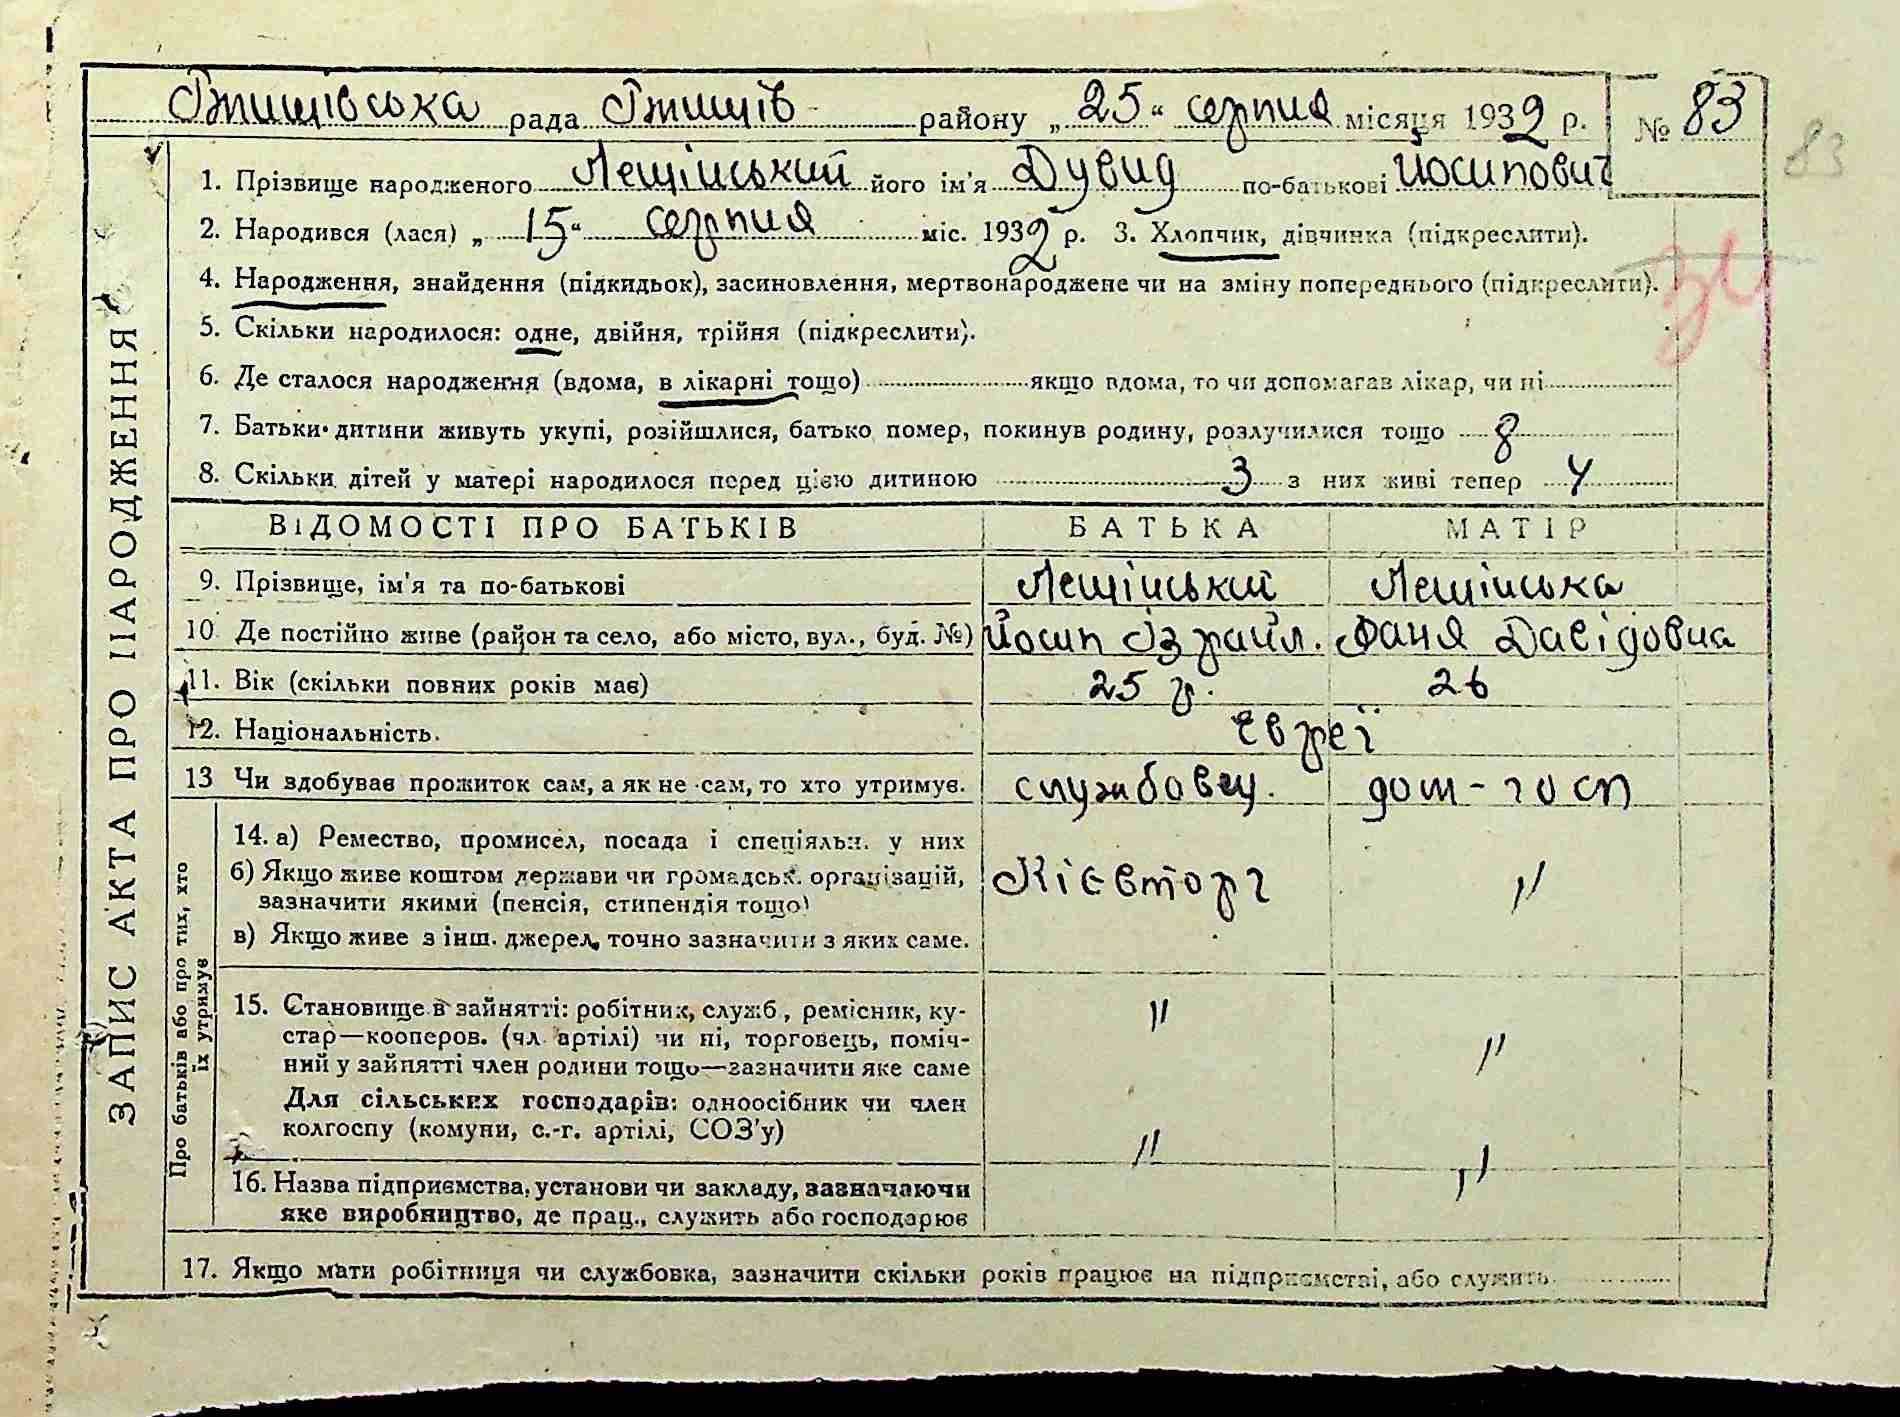 Ржищівська рада Ржищів району „25“ серпня місяця 1932 р. № 83
83
1. Прізвище народженого Лещінський його ім'я Дувид по-батькові Йосипович
2. Народився (лася) „15“ серпня міс. 1932 р. 3. Хлопчик, дівчинка (підкреслити).
4. Народження, знайдення (підкидьок), засиновлення, мертвонароджене чи на зміну попереднього (підкреслити).
5. Скільки народилося: одне, двійня, трійня (підкреслити).
6. Де сталося народження (вдома, в лікарні тощо) якщо вдома, то чи допомагав лікар, чи ні
7. Батьки дитини живуть укупі, розійшлися, батько помер, покинув родину, розлучилися тощо 8
8. Скільки дітей у матері народилося перед цією дитиною 3 з них живі тепер 4
ВІДОМОСТІ ПРО БАТЬКІВ БАТЬКА МАТІР
9. Прізвище, ім'я та по-батькові Лещінський Лещінська
10. Де постійно живе (район та село, або місто, вул., буд. №) Йосип Ізраїл. Фаня Давідовна
11. Вік (скільки повних років має) 25 р. 26
12. Національність. Євреї
13 Чи здобуває прожиток сам, а як не сам, то хто утримує. службовец. дом-госп
14. а) Ремество, промисел, посада і спеціяльн. у них
б) Якщо живе коштом держави чи громадськ. організацій, Кієвторг "
зазначити якими (пенсія, стипендія тощо)
в) Якщо живе з інш. джерел, точно зазначити з яких саме.
15. Становище в зайнятті: робітник, служб., ремісник, ку- "
стар—кооперов. (чл. артілі) чи ні, торговець, поміч- "
ний у зайнятті член родини тощо—зазначити яке саме
Для сільських господарів: одноосібник чи член
колгоспу (комуни, с.-г. артілі, СОЗ'у) "
16. Назва підприємства, установи чи закладу, зазначаючи "
яке виробництво, де прац., служить або господарює
17. Якщо мати робітниця чи службовка, зазначити скільки років працює на підприємстві, або служить
ЗАПИС АКТА ПРО НАРОДЖЕННЯ
Про батьків або про тих, хто
їх утримує